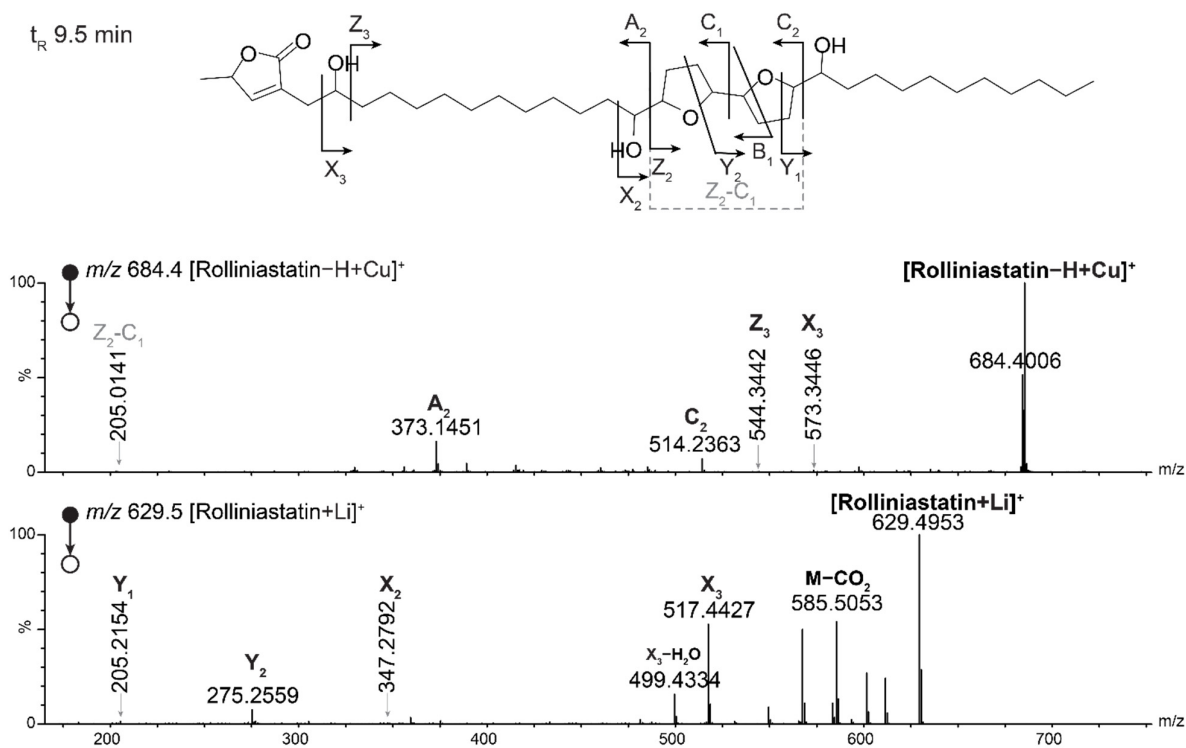 t_R 9.5 min
O
O
OH
Z_3
A_2
C_1
C_2
OH
O
O
HO
X_3
X_2
Z_2
Y_2
B_1
Y_1
Z_2-C_1
m/z 684.4 [Rolliniastatin−H+Cu]^+
[Rolliniastatin−H+Cu]^+
684.4006
Z_2-C_1
205.0141
A_2
373.1451
C_2
514.2363
Z_3
544.3442
X_3
573.3446
100
%
0
m/z
m/z 629.5 [Rolliniastatin+Li]^+
[Rolliniastatin+Li]^+
629.4953
Y_1
205.2154
Y_2
275.2559
X_2
347.2792
X_3
517.4427
X_3−H_2O
499.4334
M−CO_2
585.5053
100
%
0
m/z
200 300 400 500 600 700